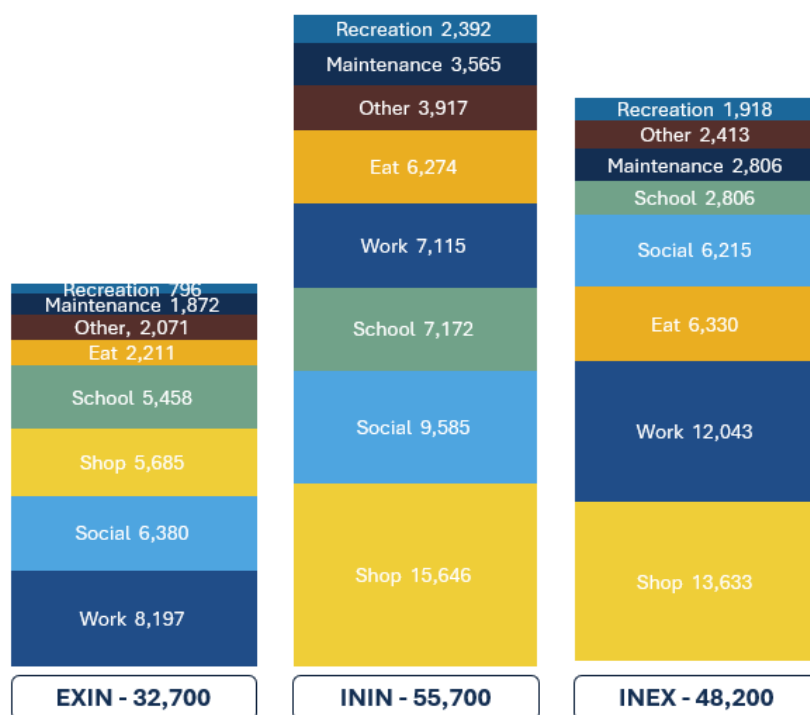 Recreation 796
Maintenance 1,872
Other, 2,071
Eat 2,211
School 5,458
Shop 5,685
Social 6,380
Work 8,197
EXIN - 32,700
Recreation 2,392
Maintenance 3,565
Other 3,917
Eat 6,274
Work 7,115
School 7,172
Social 9,585
Shop 15,646
ININ - 55,700
Recreation 1,918
Other 2,413
Maintenance 2,806
School 2,806
Social 6,215
Eat 6,330
Work 12,043
Shop 13,633
INEX - 48,200